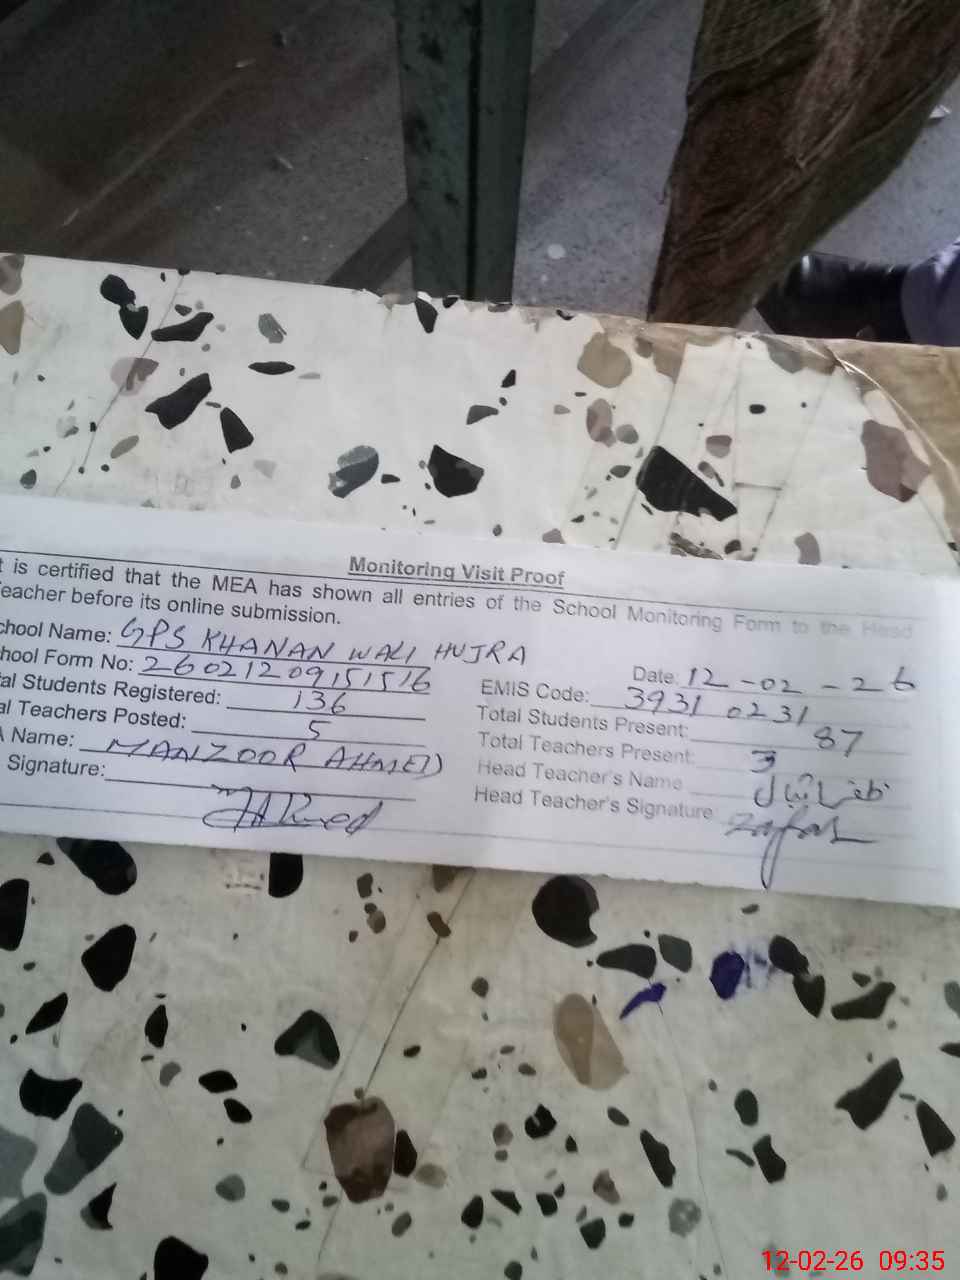 Monitoring Visit Proof
t is certified that the MEA has shown all entries of the School Monitoring Form to the Head
eacher before its online submission.
chool Name: GPS KHANAN WALI HUJRA
Date: 12-02-26
hool Form No: 260212091516
EMIS Code: 39310231
al Students Registered: 136
Total Students Present: 87
al Teachers Posted: 5
Total Teachers Present: 3
A Name: MANZOOR AHMED
Head Teacher's Name ظفر اقبال
Signature:
Head Teacher's Signature Zafar
12-02-26 09:35